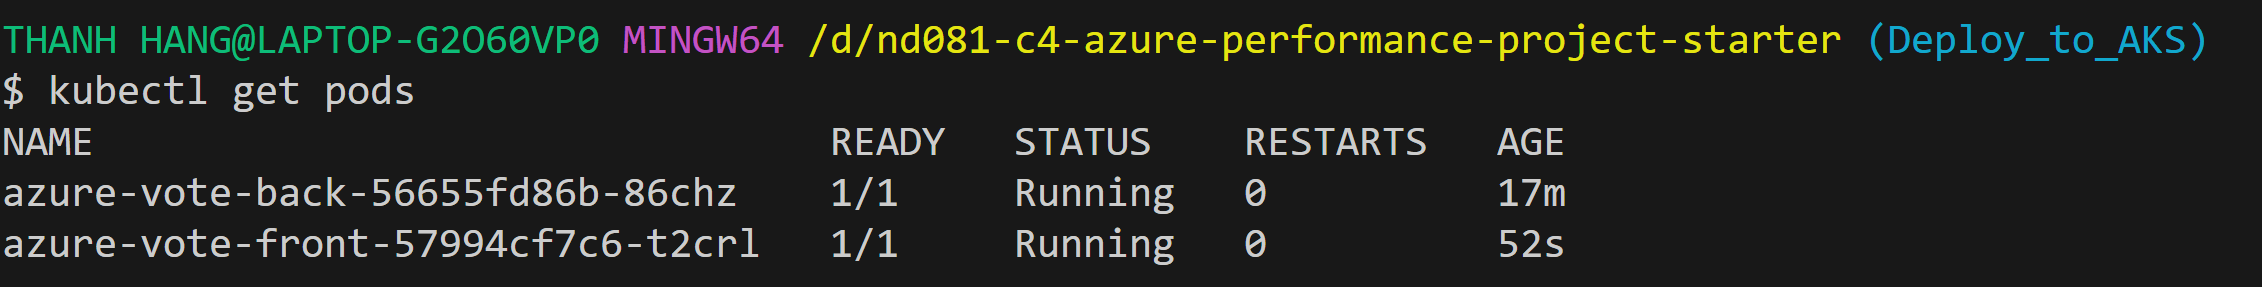 THANH HANG@LAPTOP-G2O60VP0 MINGW64 /d/nd081-c4-azure-performance-project-starter (Deploy_to_AKS)
$ kubectl get pods
NAME READY STATUS RESTARTS AGE
azure-vote-back-56655fd86b-86chz 1/1 Running 0 17m
azure-vote-front-57994cf7c6-t2crl 1/1 Running 0 52s